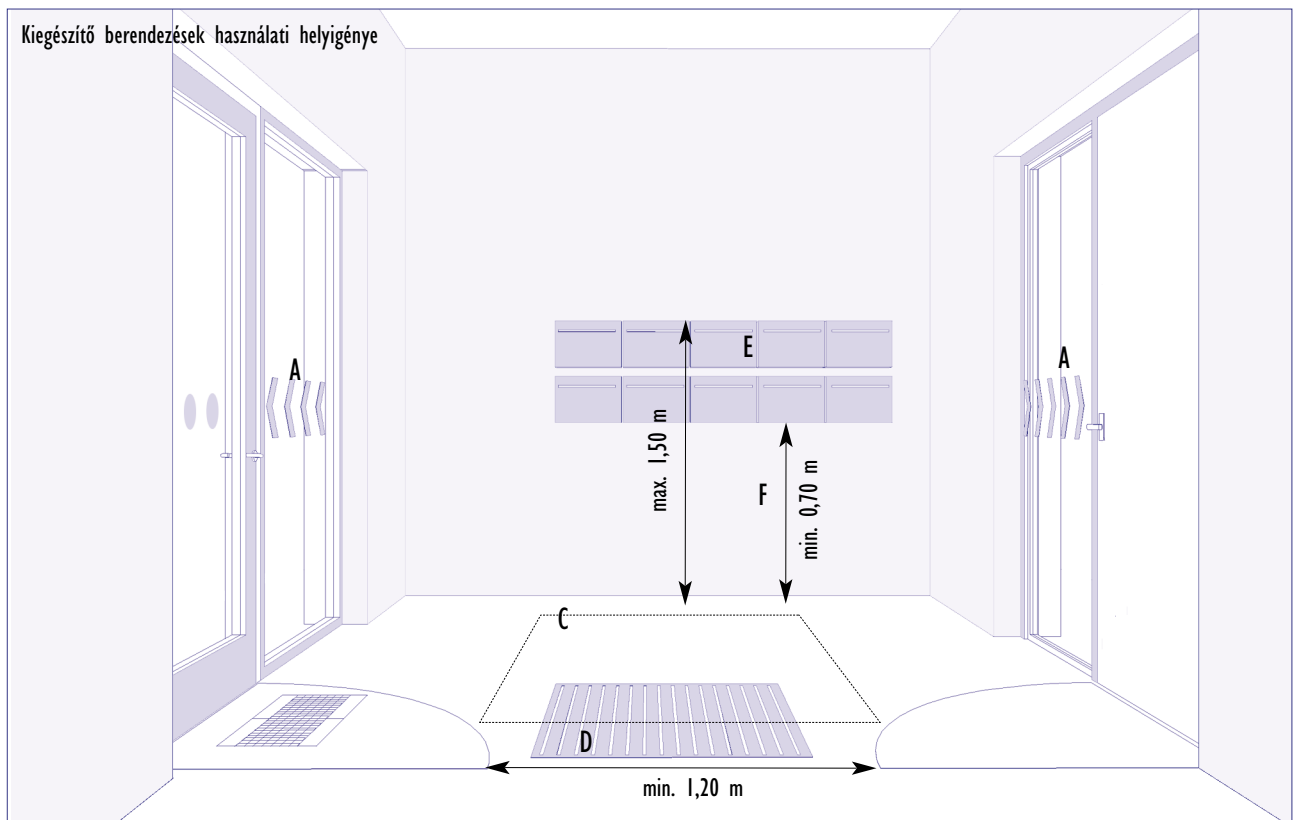 Kiegészítő berendezések használati helyigénye
E
A
A
max. 1,50 m
F
min. 0,70 m
C
D
min. 1,20 m